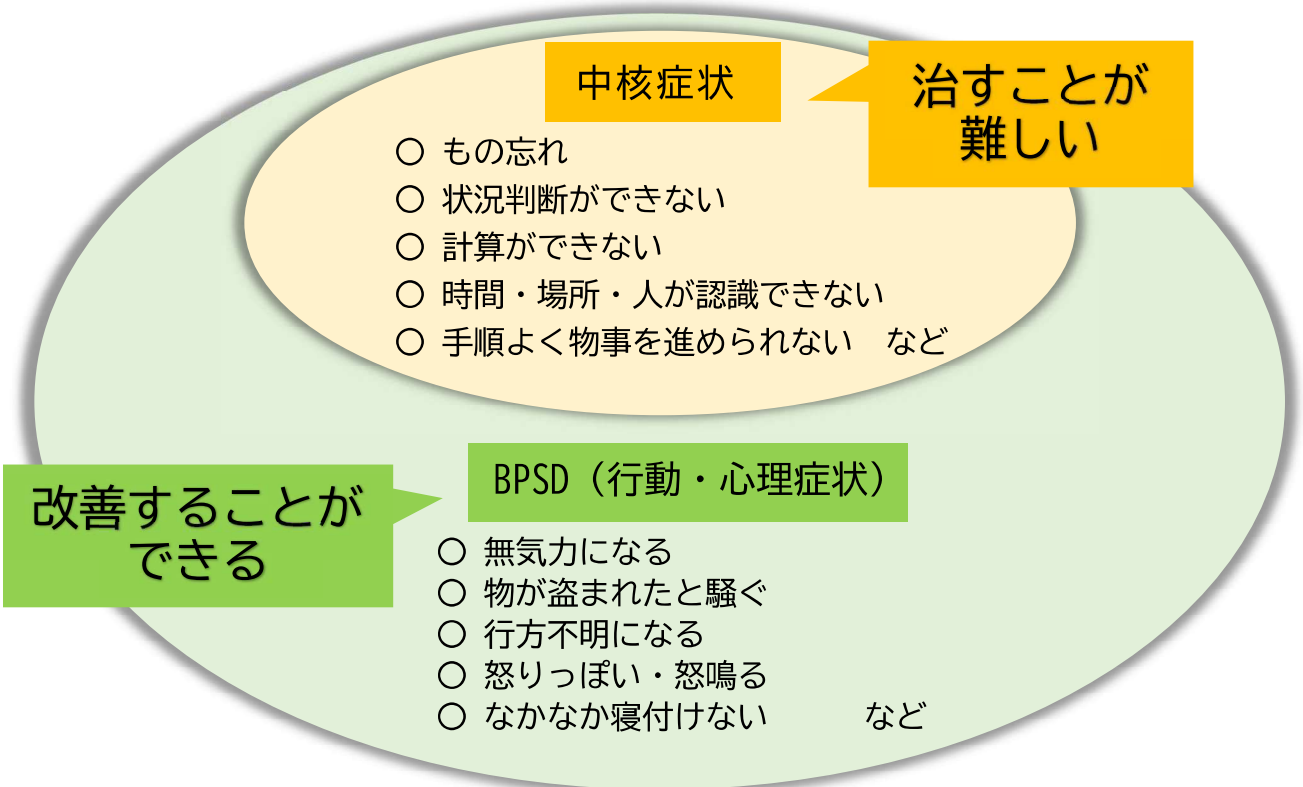 中核症状
治すことが
難しい
〇 もの忘れ
〇 状況判断ができない
〇 計算ができない
〇 時間・場所・人が認識できない
〇 手順よく物事を進められない　など
BPSD（行動・心理症状）
改善することが
できる
〇 無気力になる
〇 物が盗まれたと騒ぐ
〇 行方不明になる
〇 怒りっぽい・怒鳴る
〇 なかなか寝付けない　　　など